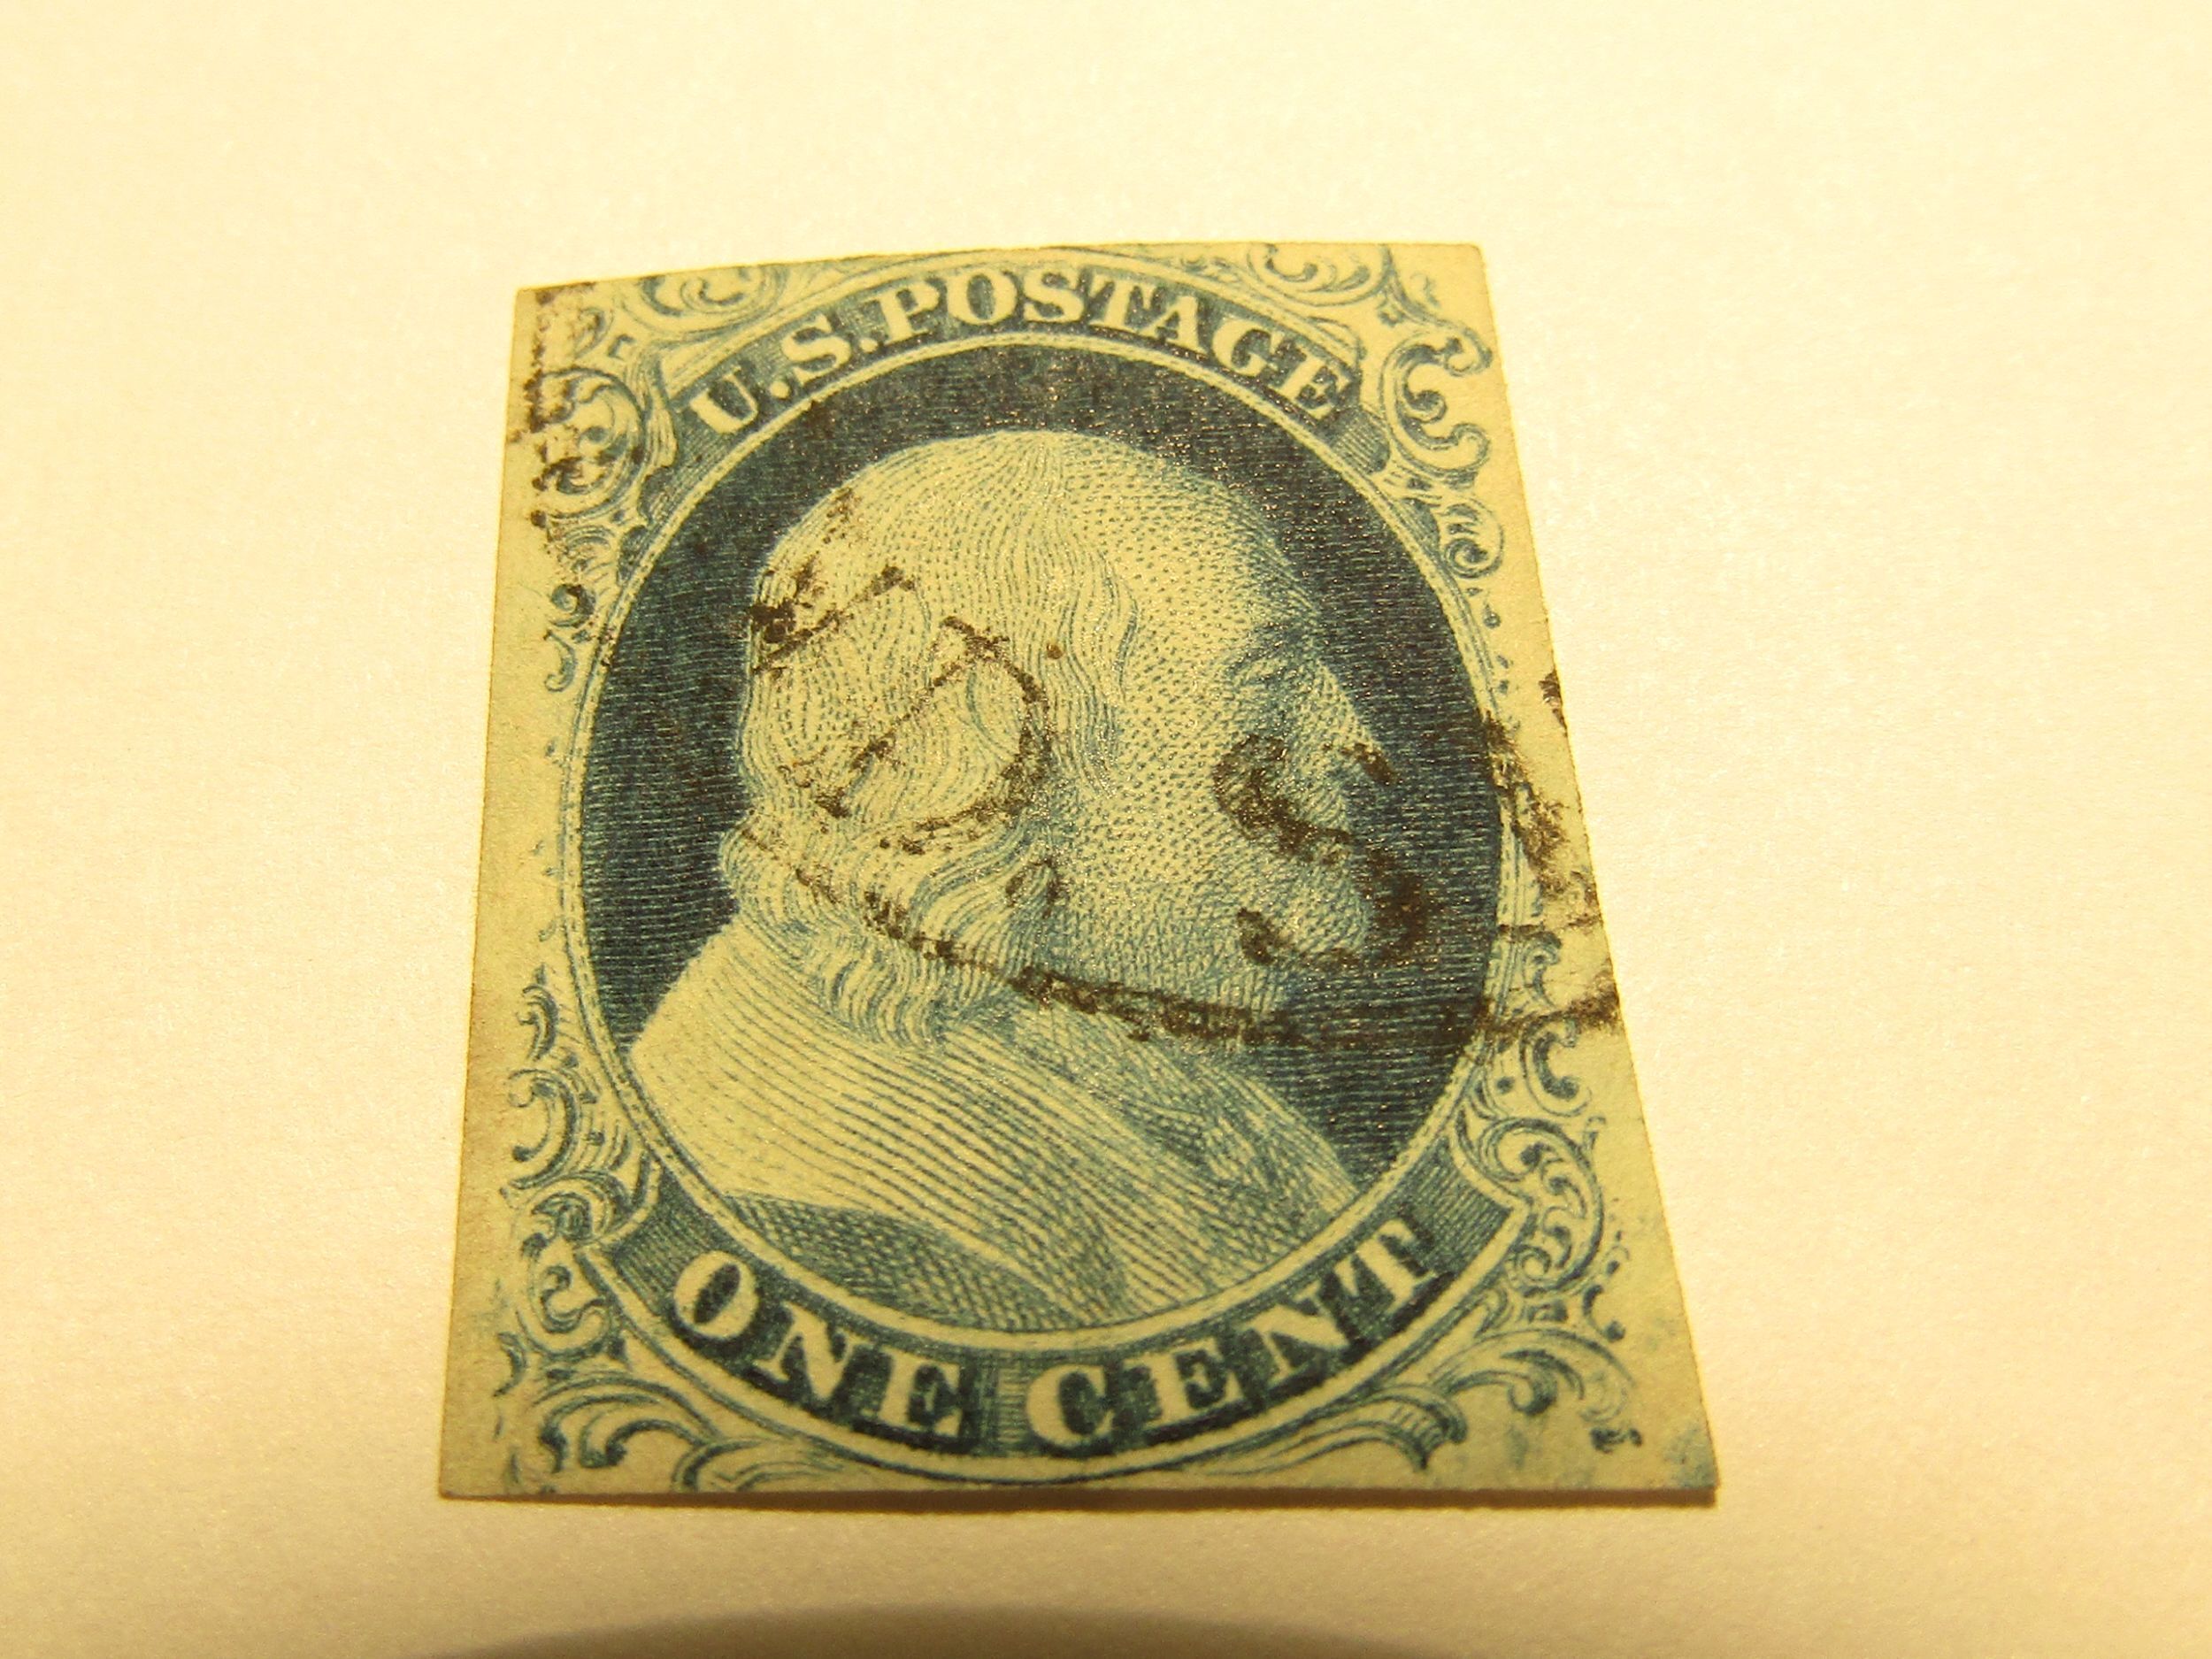 U.S. POSTAGE
ONE CENT